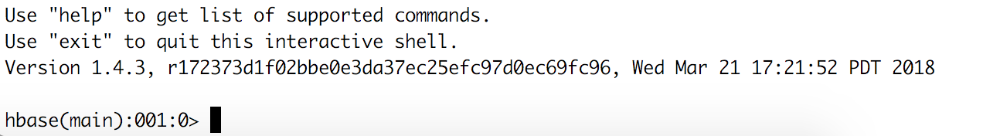 Use "help" to get list of supported commands.
Use "exit" to quit this interactive shell.
Version 1.4.3, r172373d1f02bbe0e3da37ec25efc97d0ec69fc96, Wed Mar 21 17:21:52 PDT 2018
hbase(main):001:0>